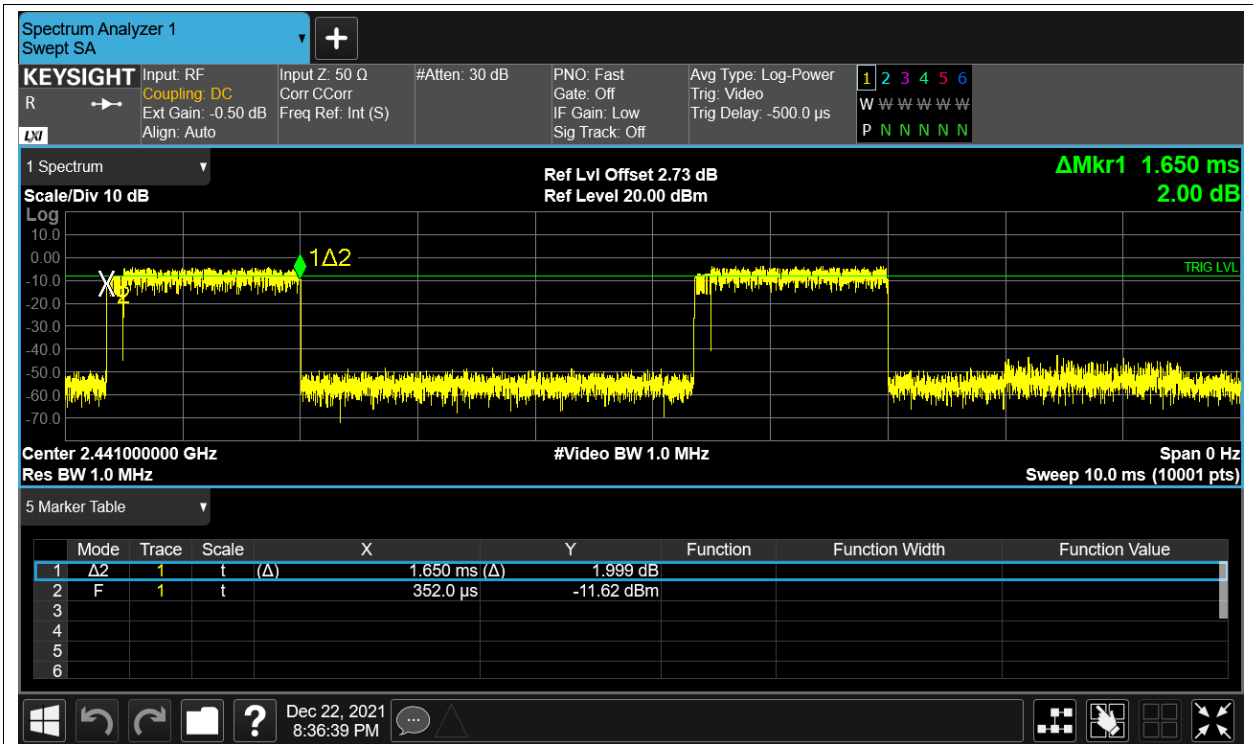 Spectrum Analyzer 1
Swept SA
KEYSIGHT Input: RF Input Z: 50 Ω #Atten: 30 dB PNO: Fast Avg Type: Log-Power 1 2 3 4 5 6
R Coupling: DC Corr CCorr Gate: Off Trig: Video W W W W W W
Ext Gain: -0.50 dB Freq Ref: Int (S) IF Gain: Low Trig Delay: -500.0 µs
LXI Align: Auto Sig Track: Off P N N N N N
1 Spectrum Ref Lvl Offset 2.73 dB ΔMkr1 1.650 ms
Scale/Div 10 dB Ref Level 20.00 dBm 2.00 dB
Log
10.0
0.00 1Δ2
TRIG LVL
-10.0 X2
-20.0
-30.0
-40.0
-50.0
-60.0
-70.0
Center 2.441000000 GHz #Video BW 1.0 MHz Span 0 Hz
Res BW 1.0 MHz Sweep 10.0 ms (10001 pts)
5 Marker Table
Mode Trace Scale X Y Function Function Width Function Value
1 Δ2 1 t (Δ) 1.650 ms (Δ) 1.999 dB
2 F 1 t 352.0 µs -11.62 dBm
3
4
5
6
? Dec 22, 2021
8:36:39 PM